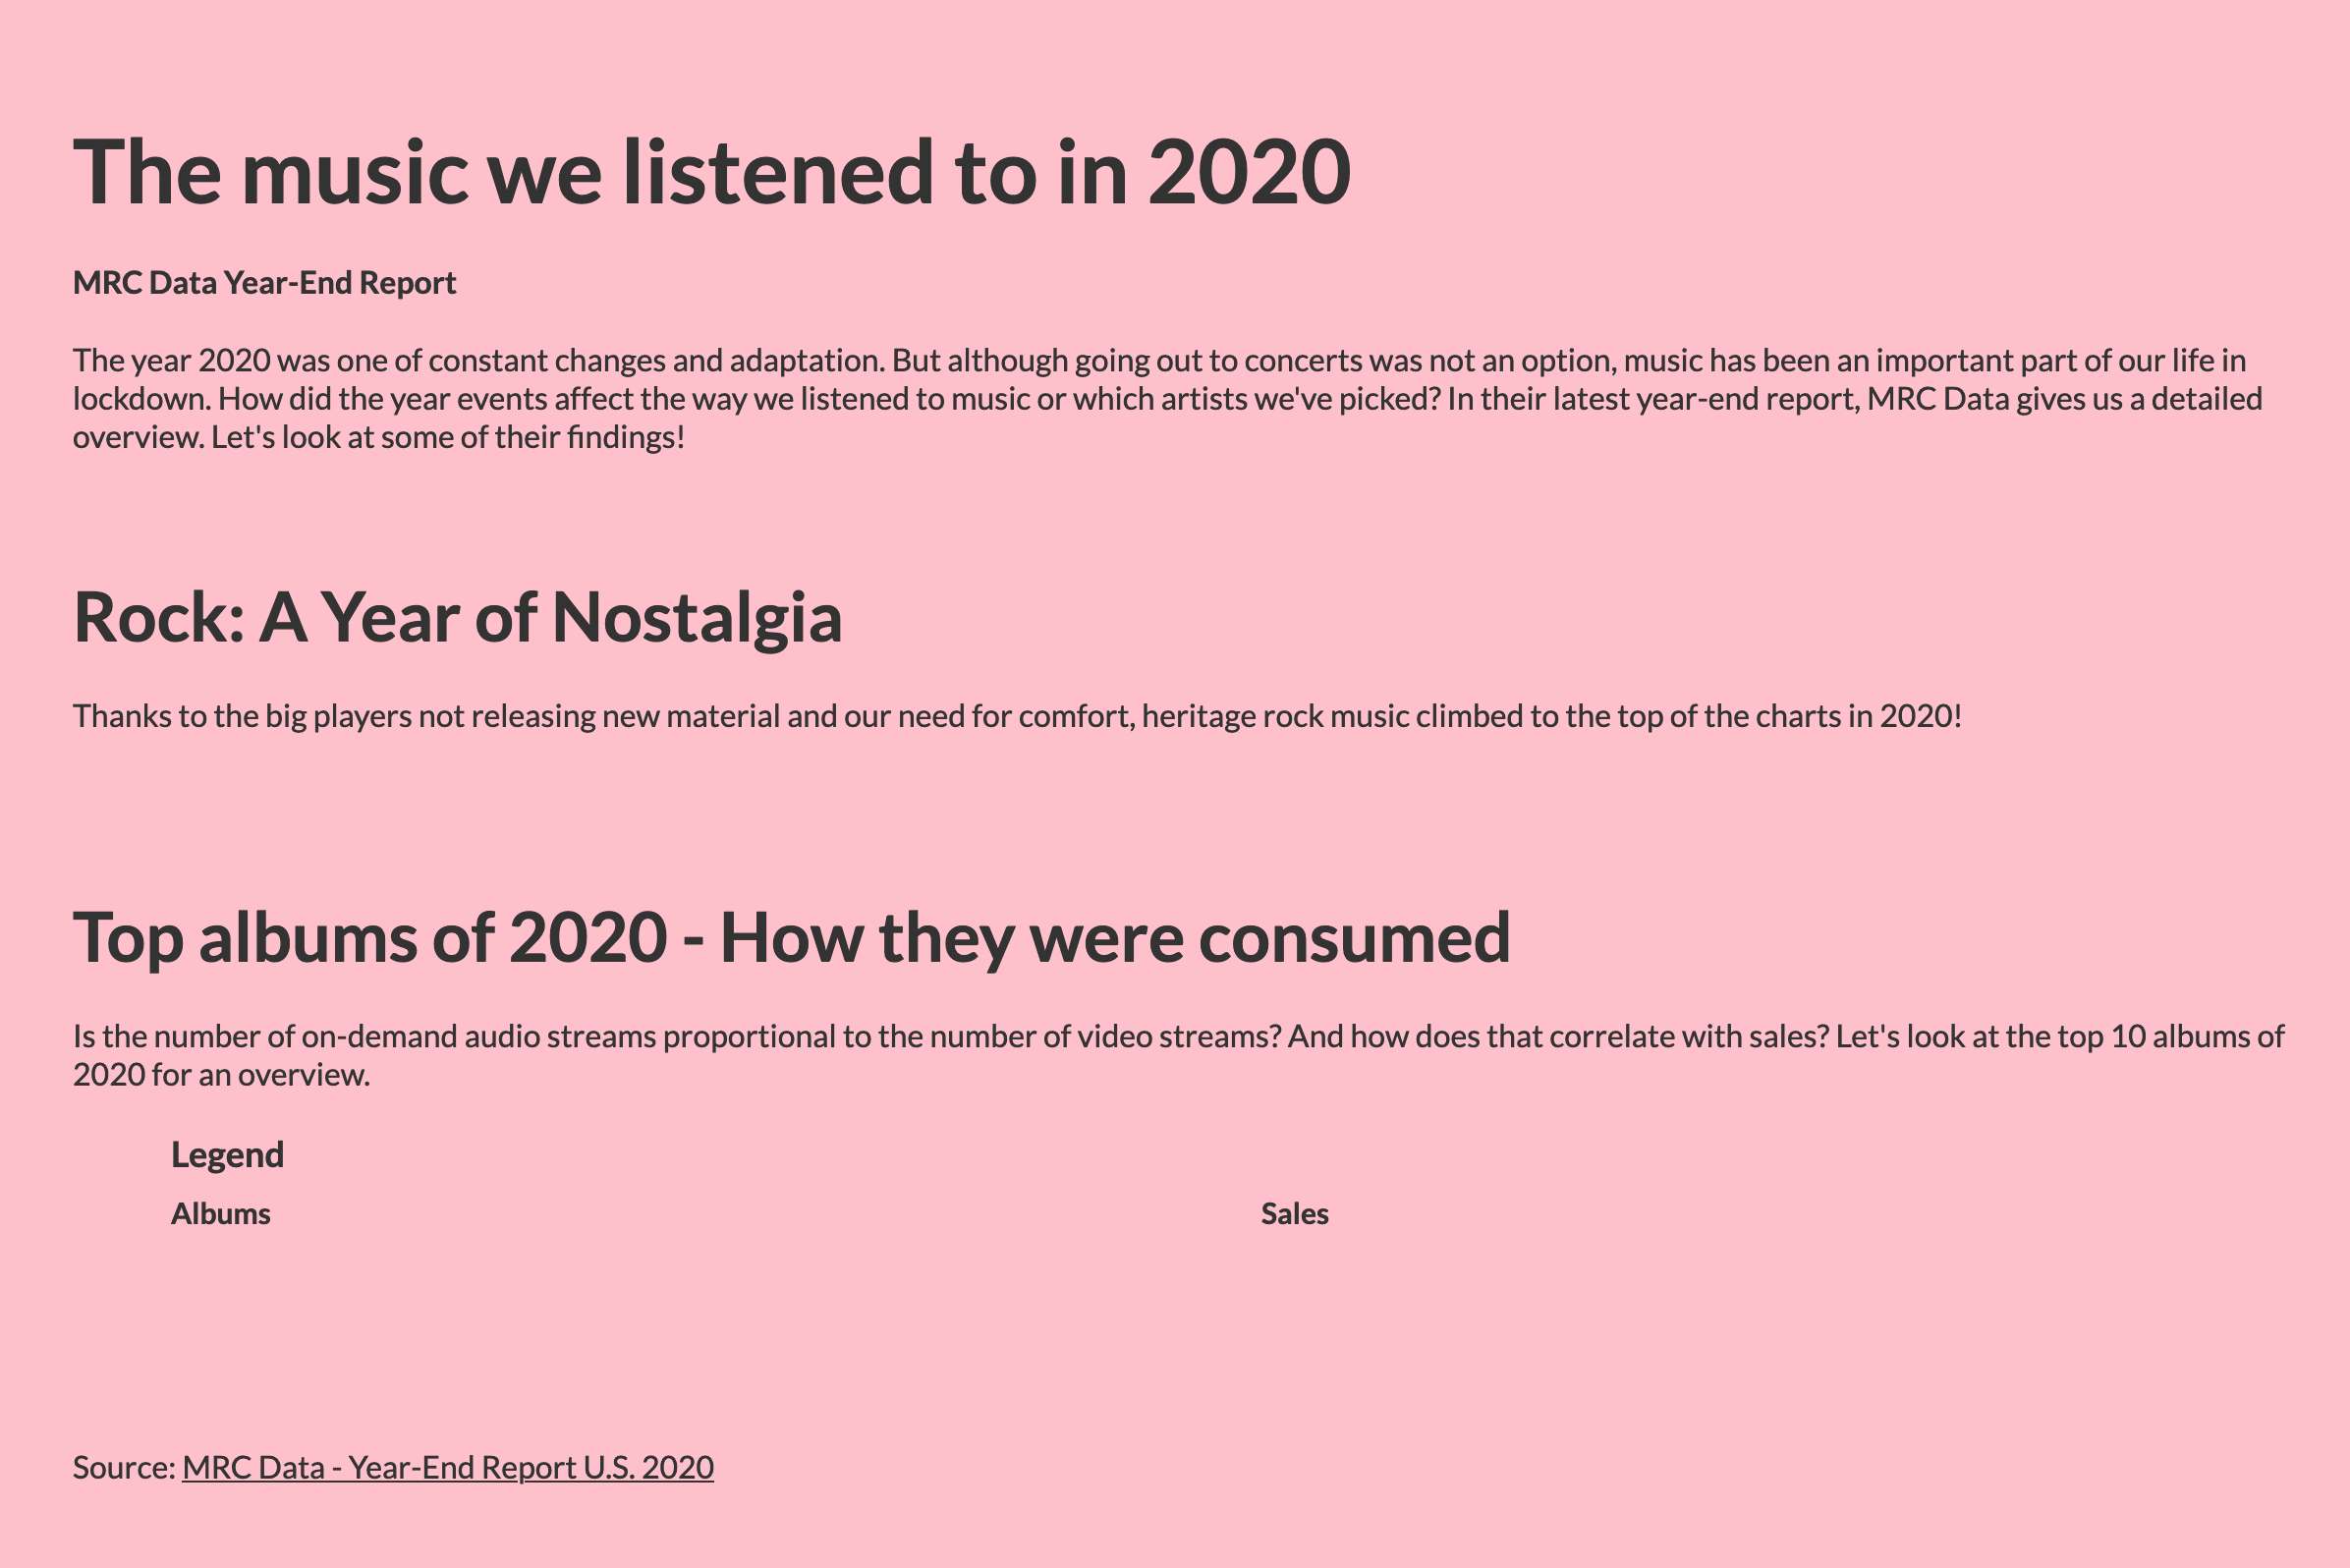 The music we listened to in 2020
MRC Data Year-End Report
The year 2020 was one of constant changes and adaptation. But although going out to concerts was not an option, music has been an important part of our life in
lockdown. How did the year events affect the way we listened to music or which artists we've picked? In their latest year-end report, MRC Data gives us a detailed
overview. Let's look at some of their findings!
Rock: A Year of Nostalgia
Thanks to the big players not releasing new material and our need for comfort, heritage rock music climbed to the top of the charts in 2020!
Top albums of 2020 - How they were consumed
Is the number of on-demand audio streams proportional to the number of video streams? And how does that correlate with sales? Let's look at the top 10 albums of
2020 for an overview.
Legend
Albums
Sales
Source: MRC Data - Year-End Report U.S. 2020